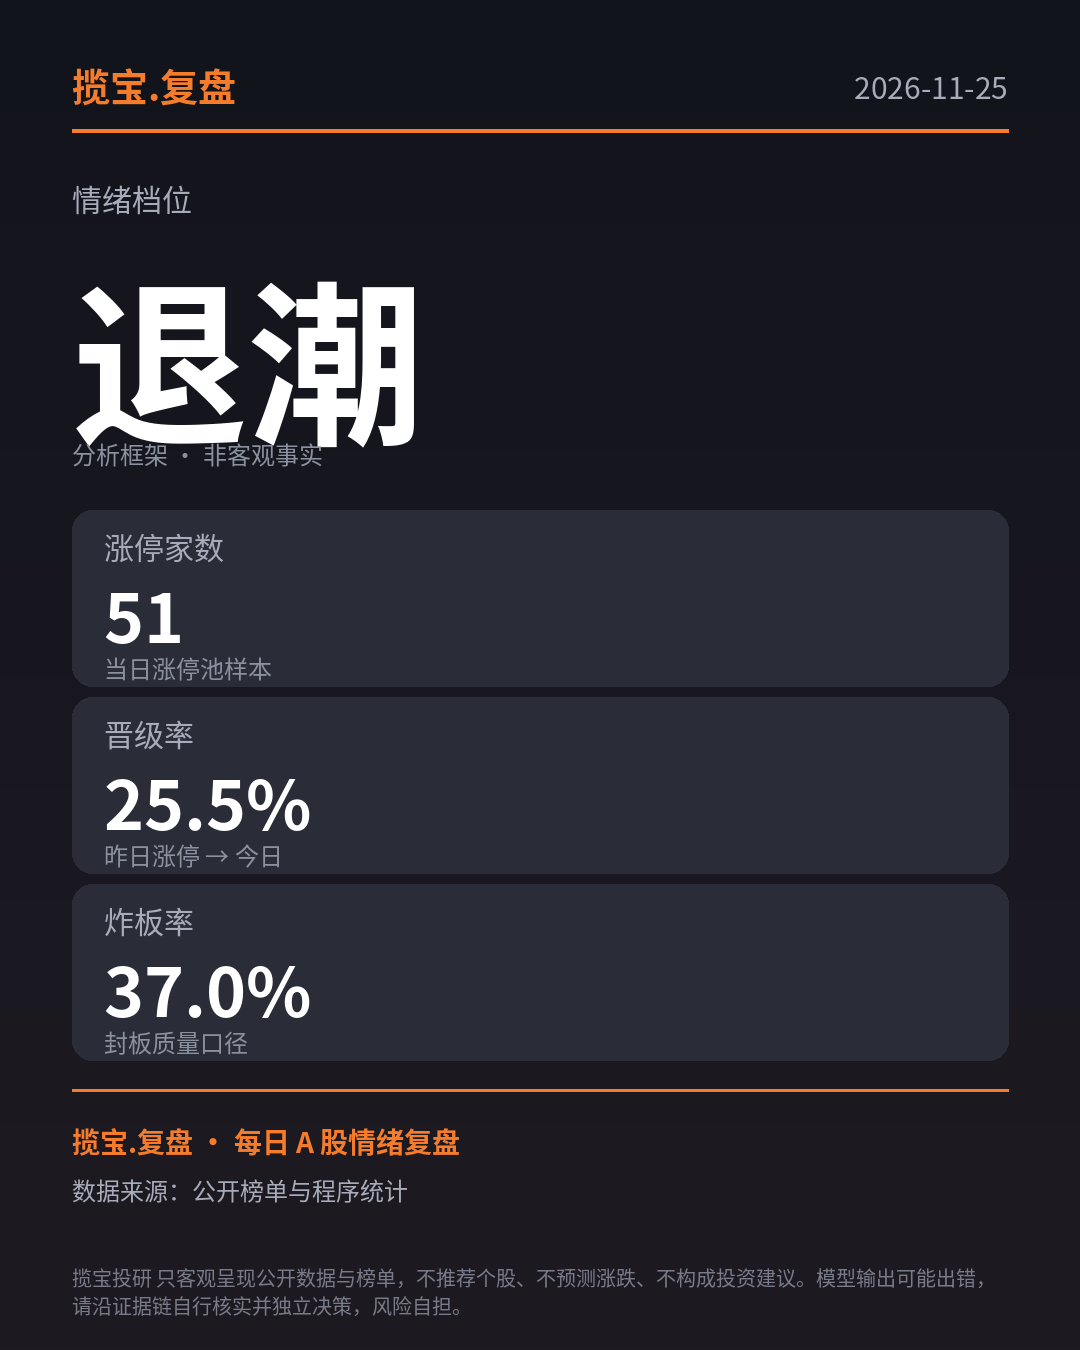 揽宝.复盘
2026-11-25
情绪档位
退潮
分析框架 · 非客观事实
涨停家数
51
当日涨停池样本
晋级率
25.5%
昨日涨停 → 今日
炸板率
37.0%
封板质量口径
揽宝.复盘 · 每日 A 股情绪复盘
数据来源：公开榜单与程序统计
揽宝投研 只客观呈现公开数据与榜单，不推荐个股、不预测涨跌、不构成投资建议。模型输出可能出错，
请沿证据链自行核实并独立决策，风险自担。